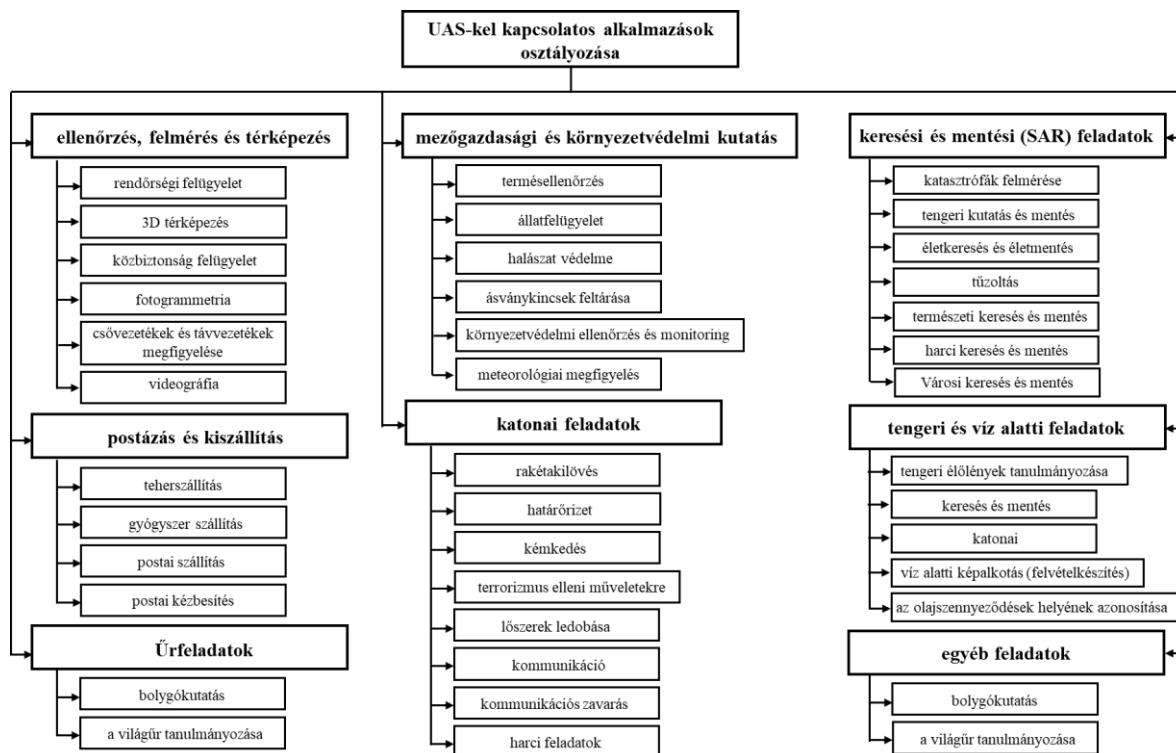 UAS-kel kapcsolatos alkalmazások
osztályozása
ellenőrzés, felmérés és térképezés
rendőrségi felügyelet
3D térképezés
közbiztonság felügyelet
fotogrammetria
csővezetékek és távvezetékek
megfigyelése
videográfia
postázás és kiszállítás
teherszállítás
gyógyszer szállítás
postai szállítás
postai kézbesítés
Űrfeladatok
bolygókutatás
a világűr tanulmányozása
mezőgazdasági és környezetvédelmi kutatás
termésellenőrzés
állatfelügyelet
halászat védelme
ásványkincsek feltárása
környezetvédelmi ellenőrzés és monitoring
meteorológiai megfigyelés
katonai feladatok
rakétakilövés
határőrizet
kémkedés
terrorizmus elleni műveletekre
lőszerek ledobása
kommunikáció
kommunikációs zavarás
harci feladatok
keresési és mentési (SAR) feladatok
katasztrófák felmérése
tengeri kutatás és mentés
életkeresés és életmentés
tűzoltás
természeti keresés és mentés
harci keresés és mentés
Városi keresés és mentés
tengeri és víz alatti feladatok
tengeri élőlények tanulmányozása
keresés és mentés
katonai
víz alatti képalkotás (felvételkészítés)
az olajszennyeződések helyének azonosítása
egyéb feladatok
bolygókutatás
a világűr tanulmányozása